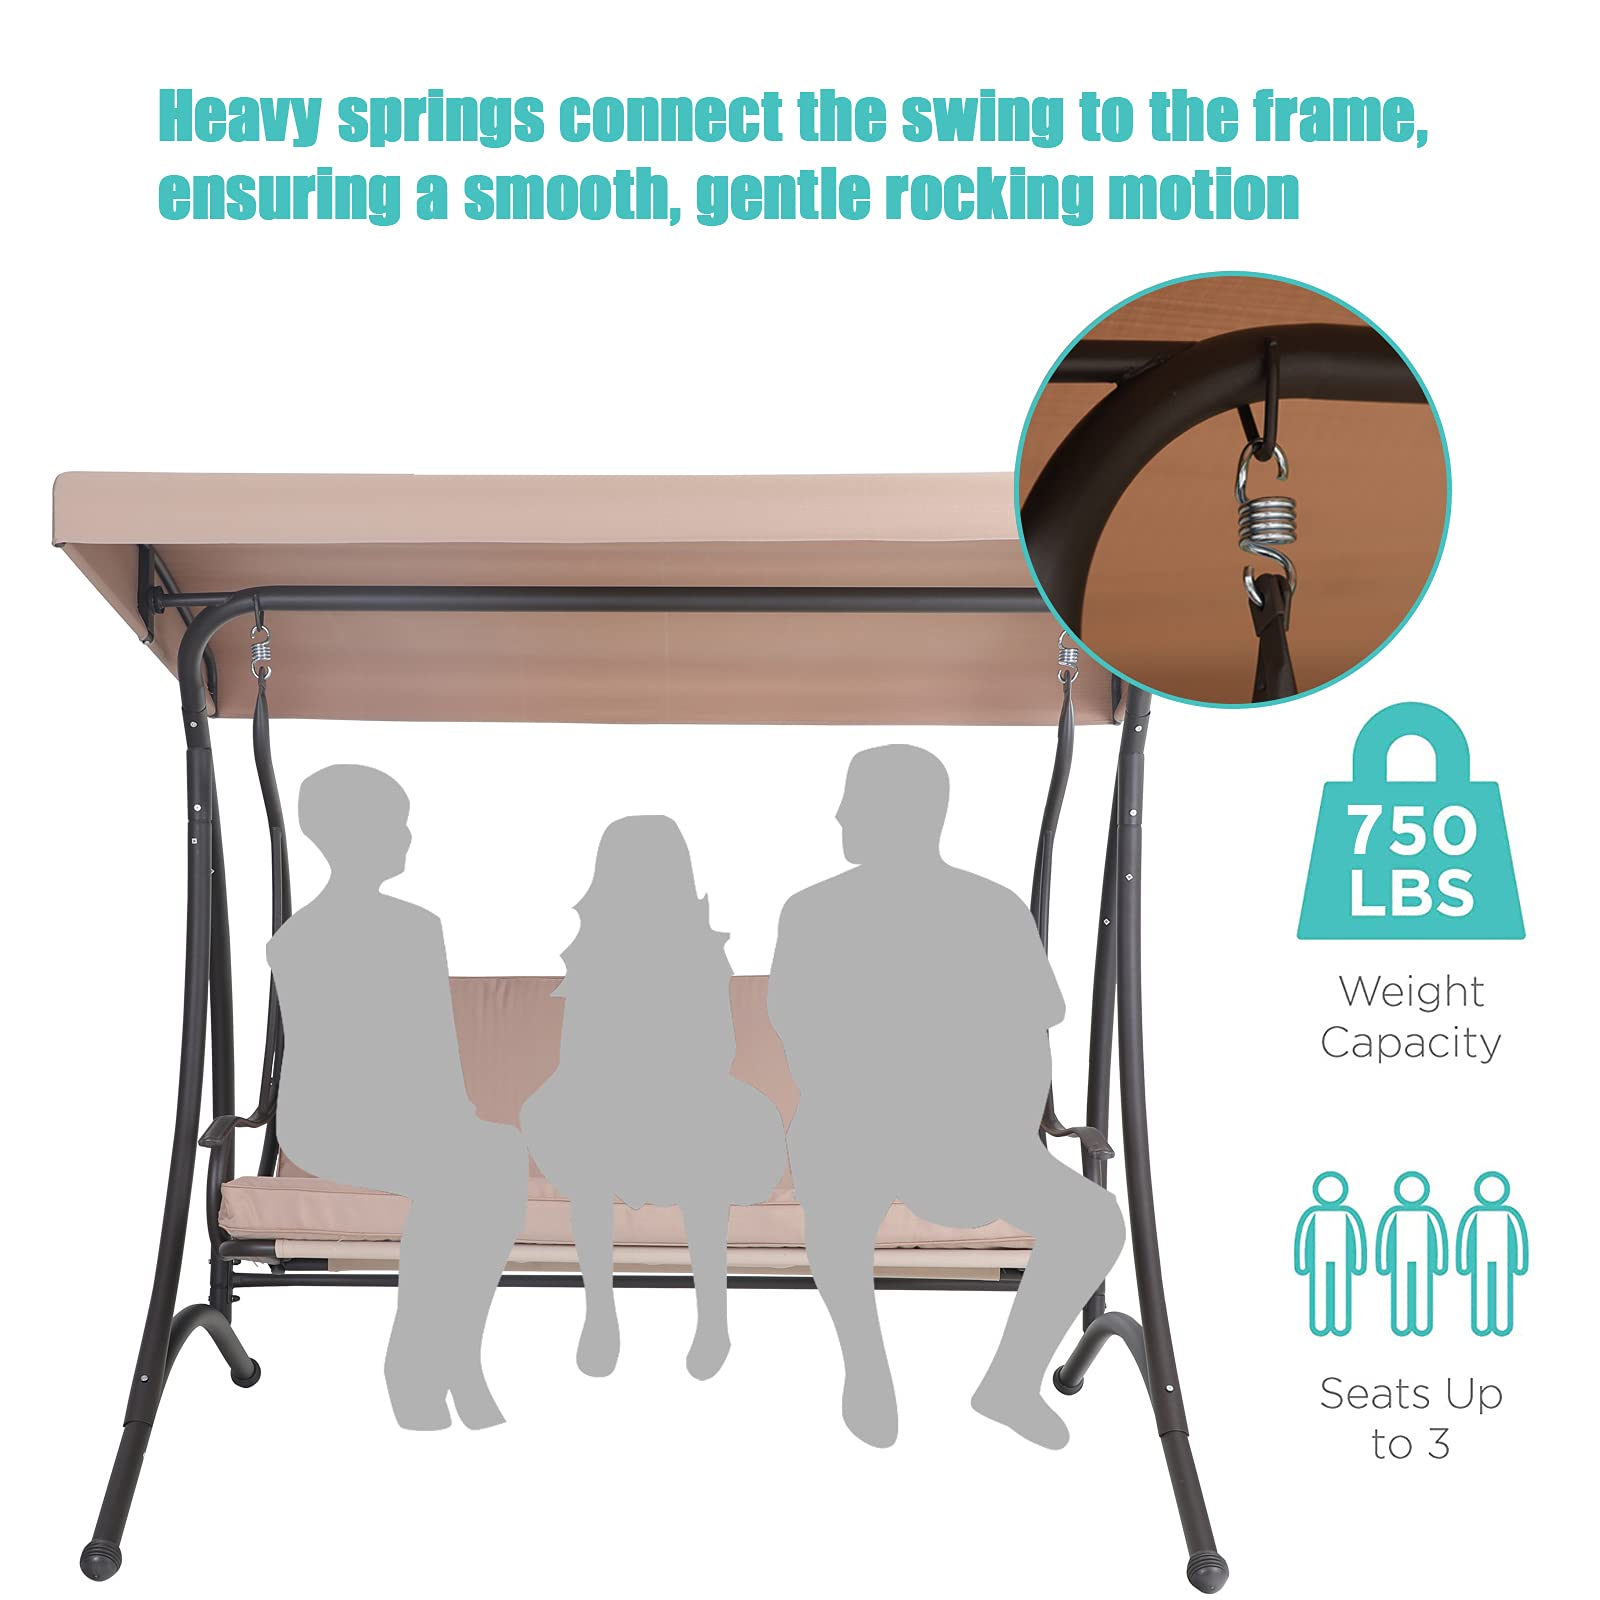 Heavy springs connect the swing to the frame,
ensuring a smooth, gentle rocking motion
750
LBS
Weight
Capacity
Seats Up
to 3